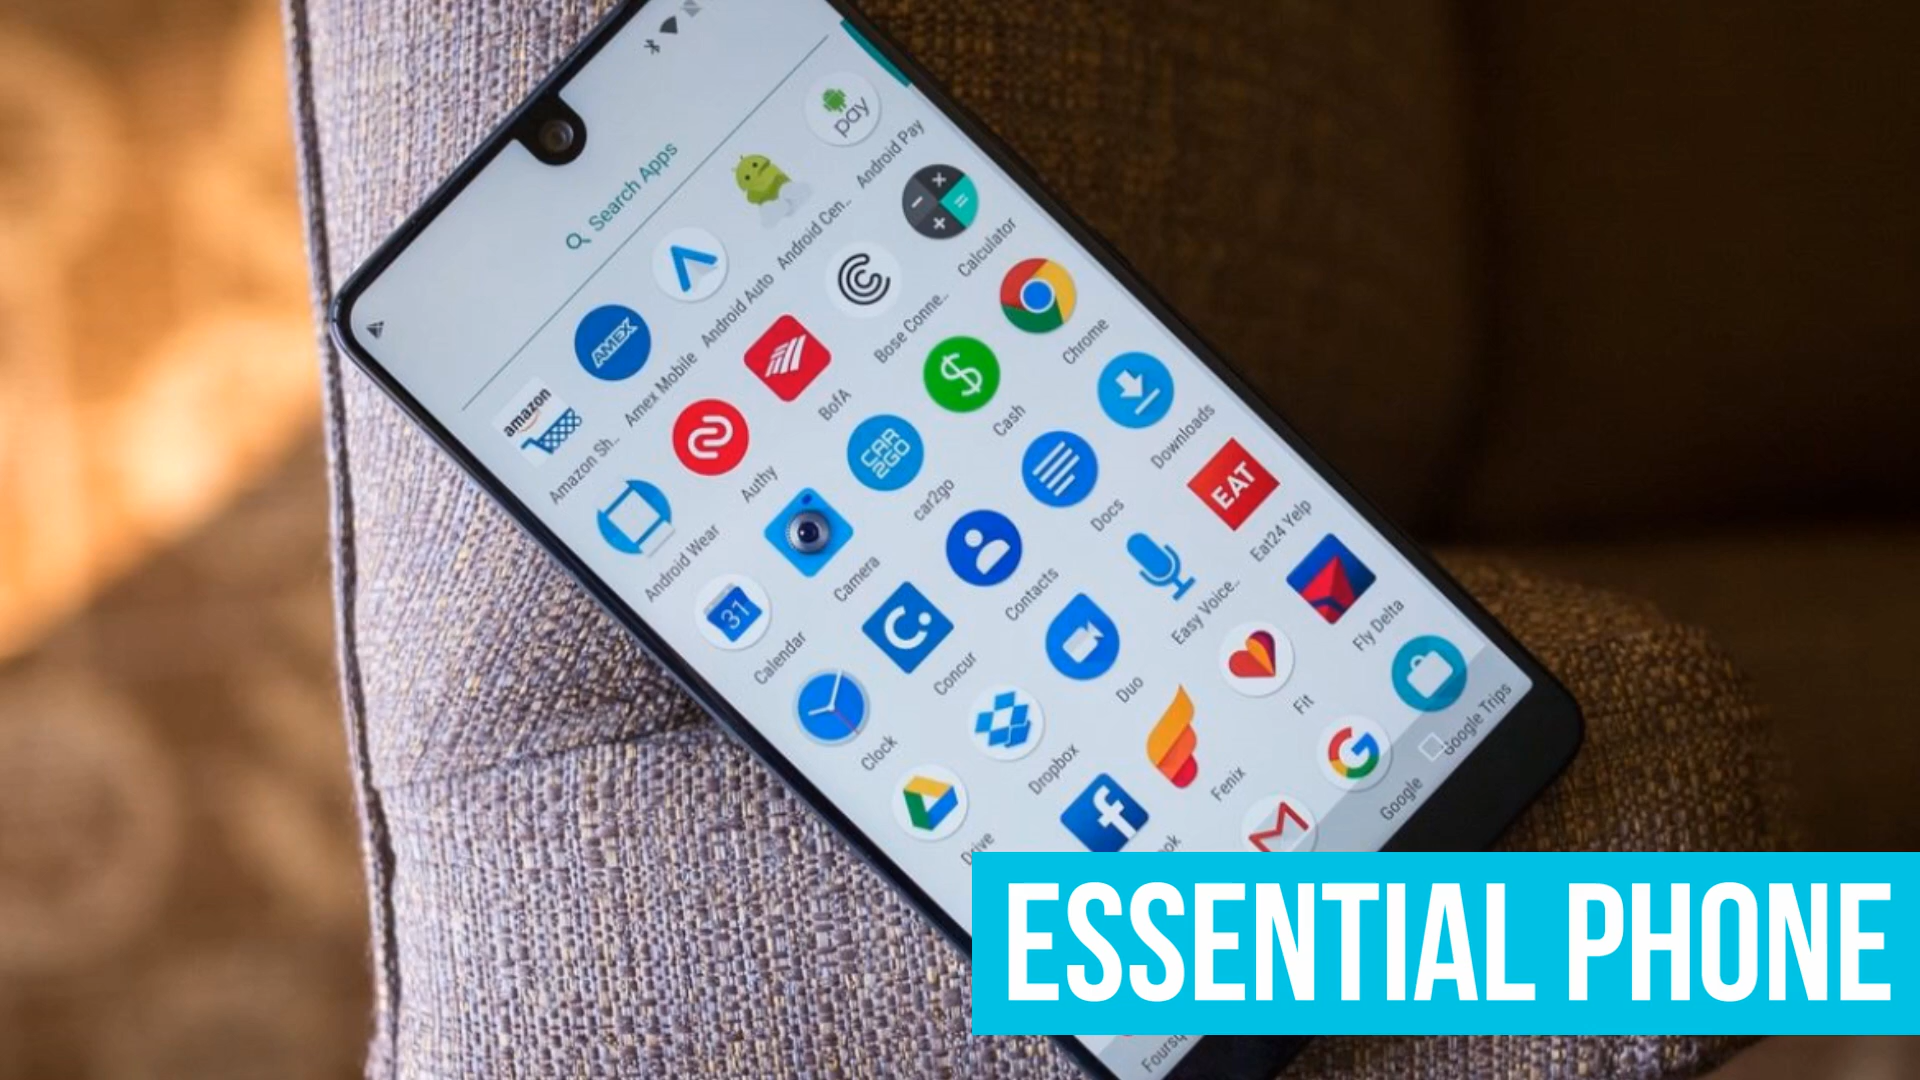 Search Apps
amazon
Amazon Sh..
AMEX
Amex Mobile
Android Auto
Android Cen..
pay
Android Pay
Android Wear
Authy
BofA
Bose Conne..
Calculator
31
Calendar
Camera
CAR
2GO
car2go
Cash
Chrome
Clock
Concur
Contacts
Docs
Downloads
Drive
Dropbox
Duo
Easy Voice..
EAT
Eat24 Yelp
Fenix
Fit
Fly Delta
Google
Google Trips
ESSENTIAL PHONE